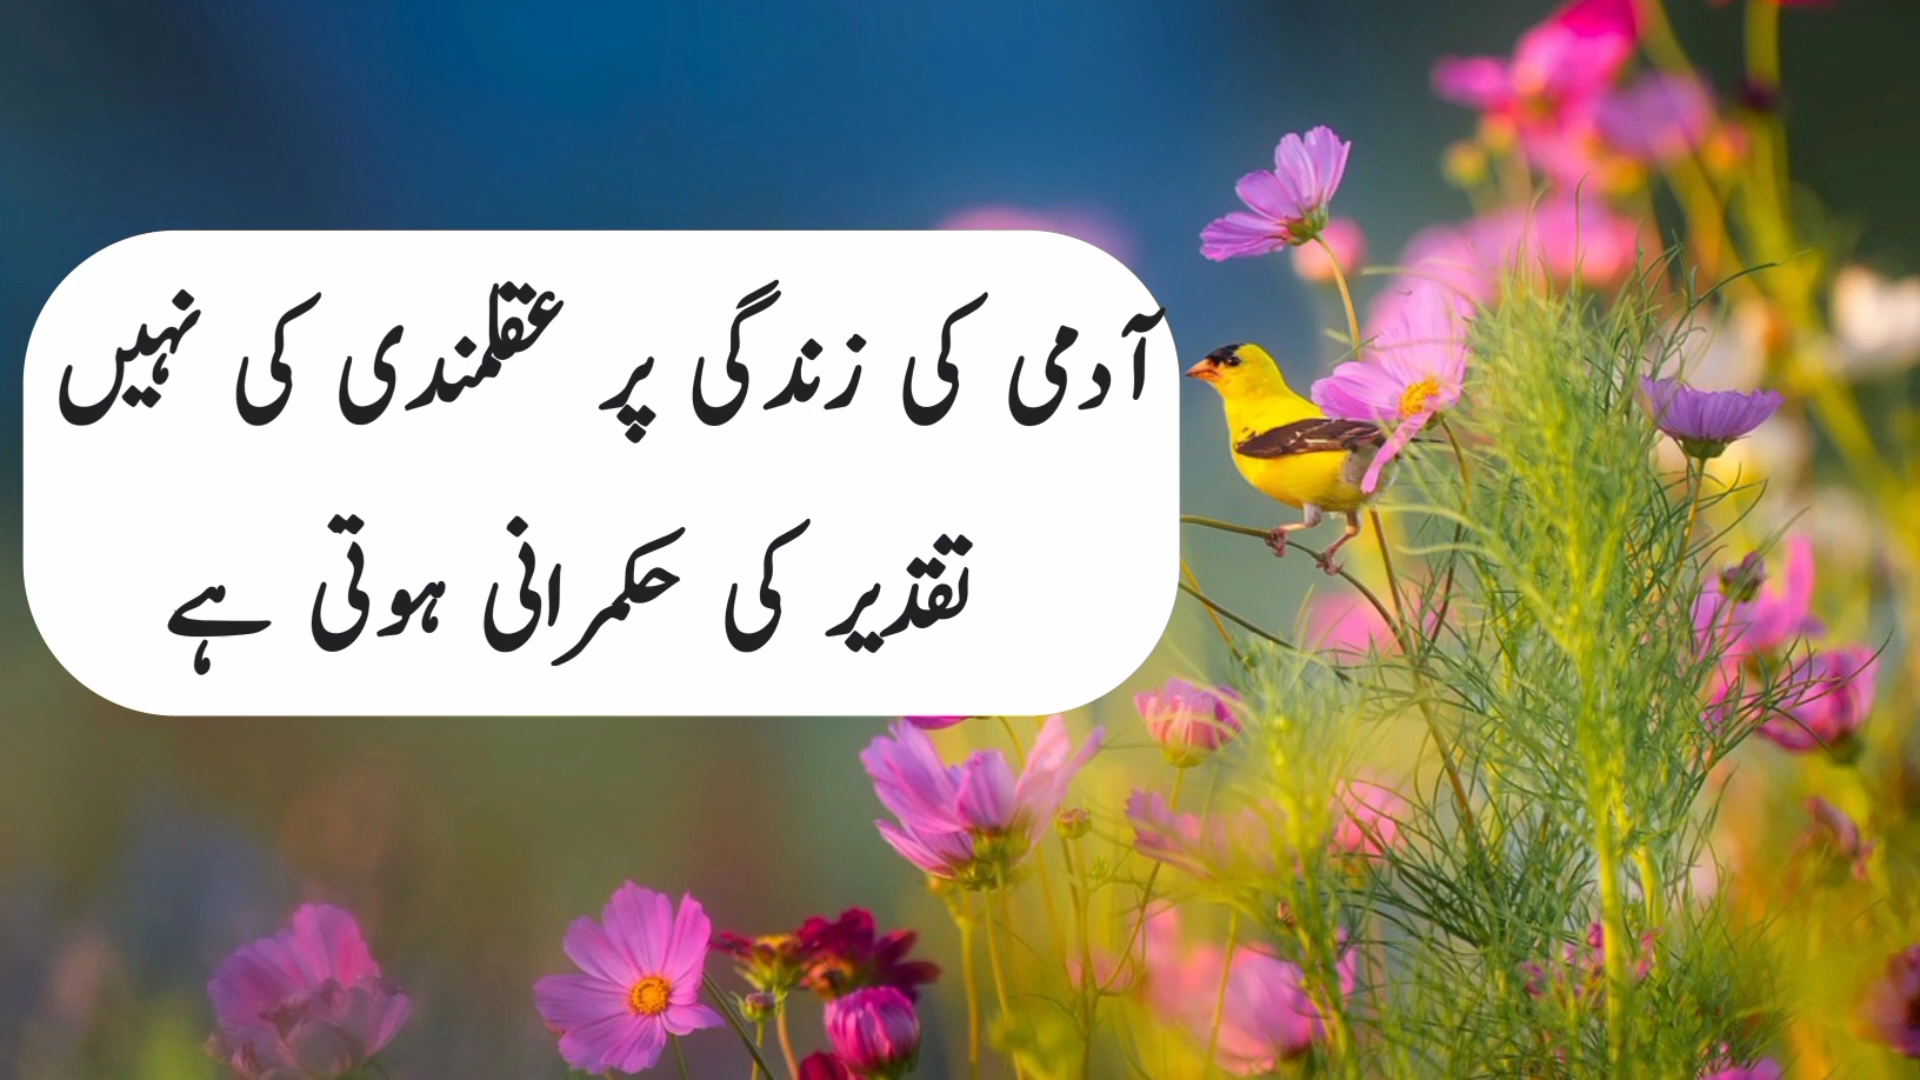 آدمی کی زندگی پر عقلمندی کی نہیں
تقدیر کی حکمرانی ہوتی ہے